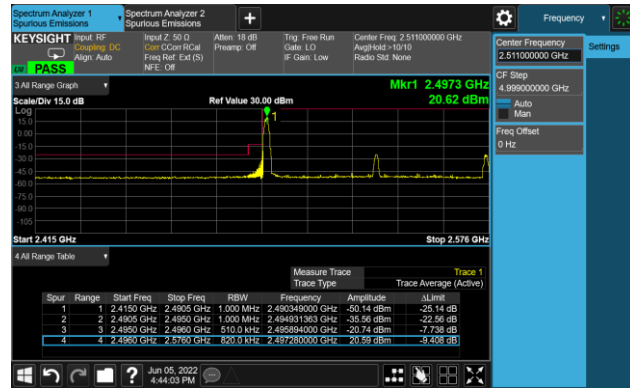 Spectrum Analyzer 1
Spurious Emissions
Spectrum Analyzer 2
Spurious Emissions
+
Frequency
KEYSIGHT
Input: RF
Coupling: DC
Align: Auto
Input Z: 50 Ω
Corr CCorr RCal
Freq Ref: Ext (S)
NFE: Off
Atten: 18 dB
Preamp: Off
Trig: Free Run
Gate: LO
IF Gain: Low
Center Freq: 2.511000000 GHz
Avg|Hold:>10/10
Radio Std: None
PASS
Center Frequency
2.511000000 GHz
Settings
CF Step
4.999000000 GHz
Auto
Man
Freq Offset
0 Hz
3 All Range Graph
Mkr1 2.4973 GHz
20.62 dBm
Scale/Div 15.0 dB
Ref Value 30.00 dBm
Log
15.0
0.00
-15.0
-30.0
-45.0
-60.0
-75.0
-90.0
-105
1
Start 2.415 GHz
Stop 2.576 GHz
4 All Range Table
Measure Trace Trace 1
Trace Type Trace Average (Active)
Spur Range Start Freq Stop Freq RBW Frequency Amplitude ΔLimit
1 1 2.4150 GHz 2.4905 GHz 1.000 MHz 2.490349000 GHz -50.14 dBm -25.14 dB
2 2 2.4905 GHz 2.4950 GHz 1.000 MHz 2.494931363 GHz -35.56 dBm -22.56 dB
3 3 2.4950 GHz 2.4960 GHz 510.0 kHz 2.495894000 GHz -20.74 dBm -7.738 dB
4 4 2.4960 GHz 2.5760 GHz 820.0 kHz 2.497280000 GHz 20.59 dBm -9.408 dB
?
Jun 05, 2022
4:44:03 PM